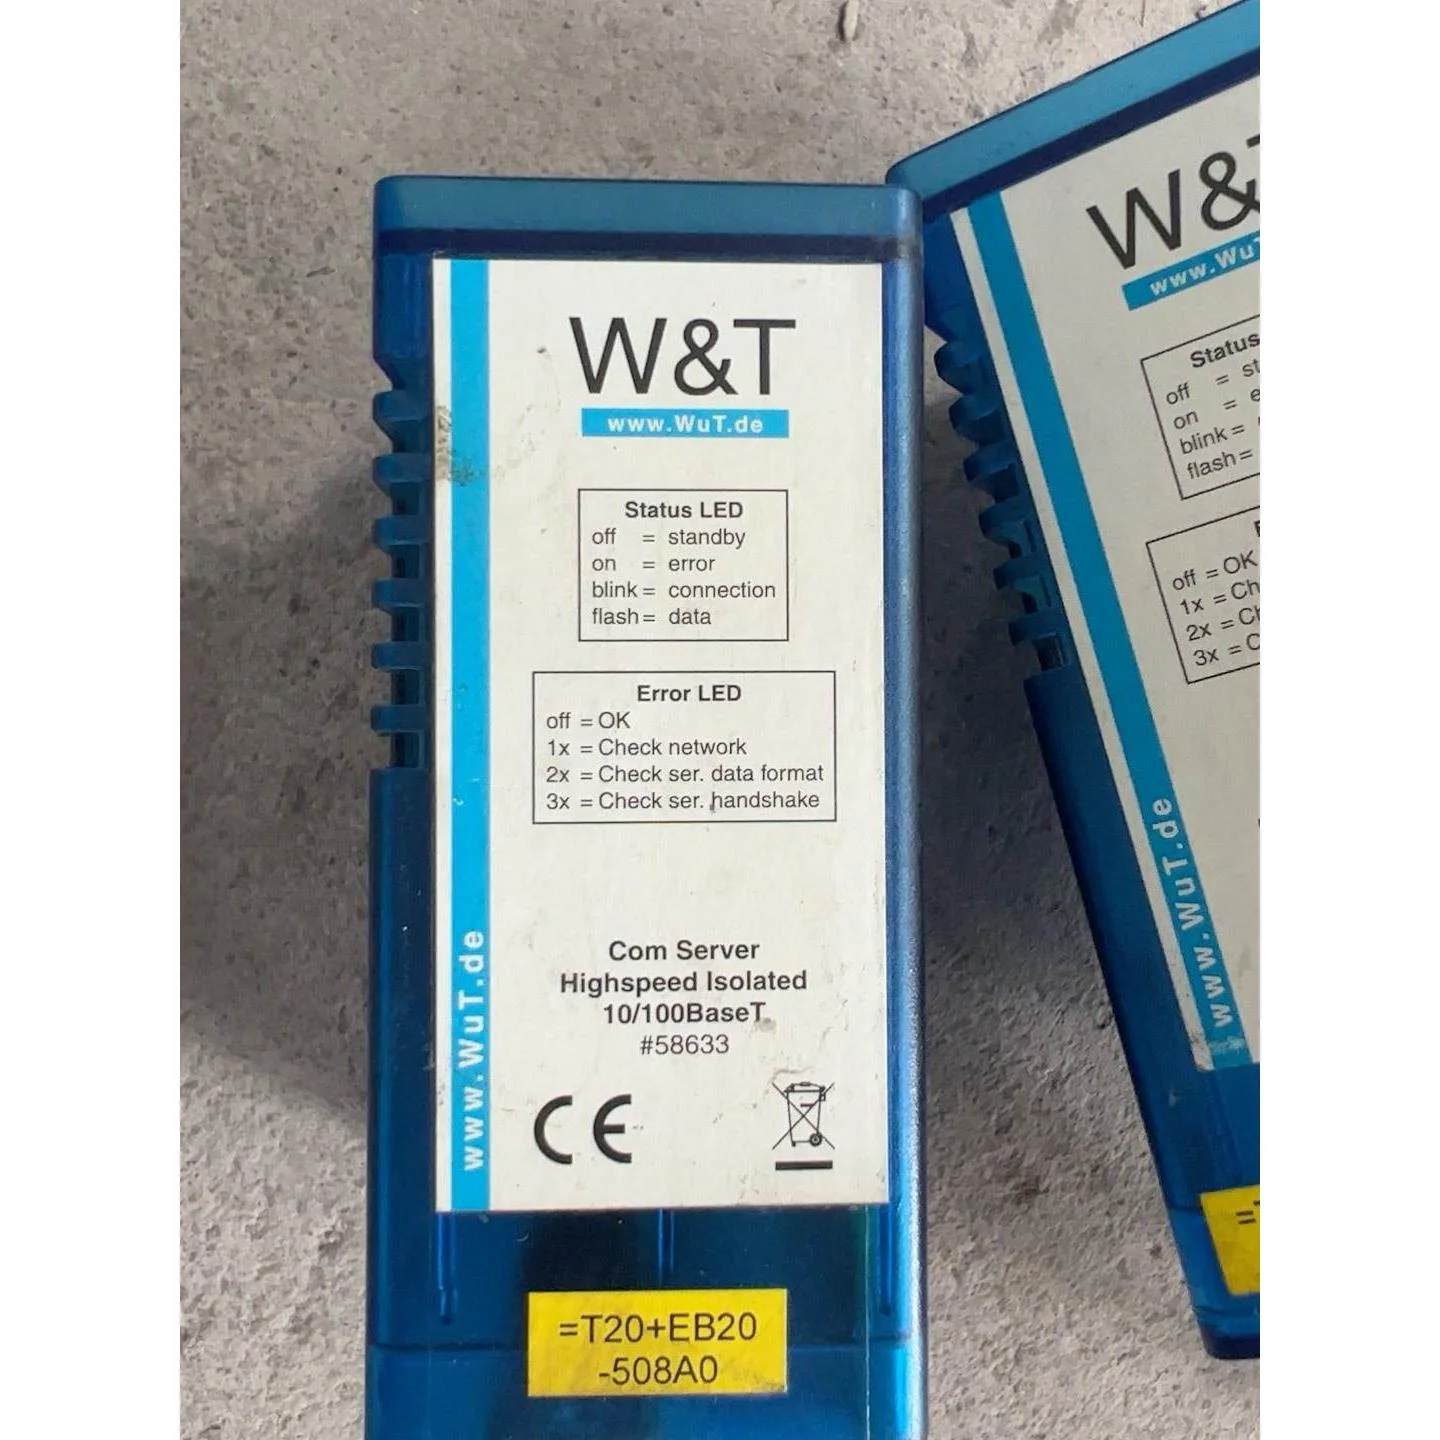 W&T
www.WuT.de
Status LED
off = standby
on = error
blink = connection
flash = data
Error LED
off = OK
1x = Check network
2x = Check ser. data format
3x = Check ser. handshake
Com Server
Highspeed Isolated
10/100BaseT
#58633
CE
www.WuT.de
=T20+EB20
-508A0
W&T
www.WuT
Status
off =
on =
blink =
flash =
off = OK
1x =
2x =
3x =
www.WuT.de